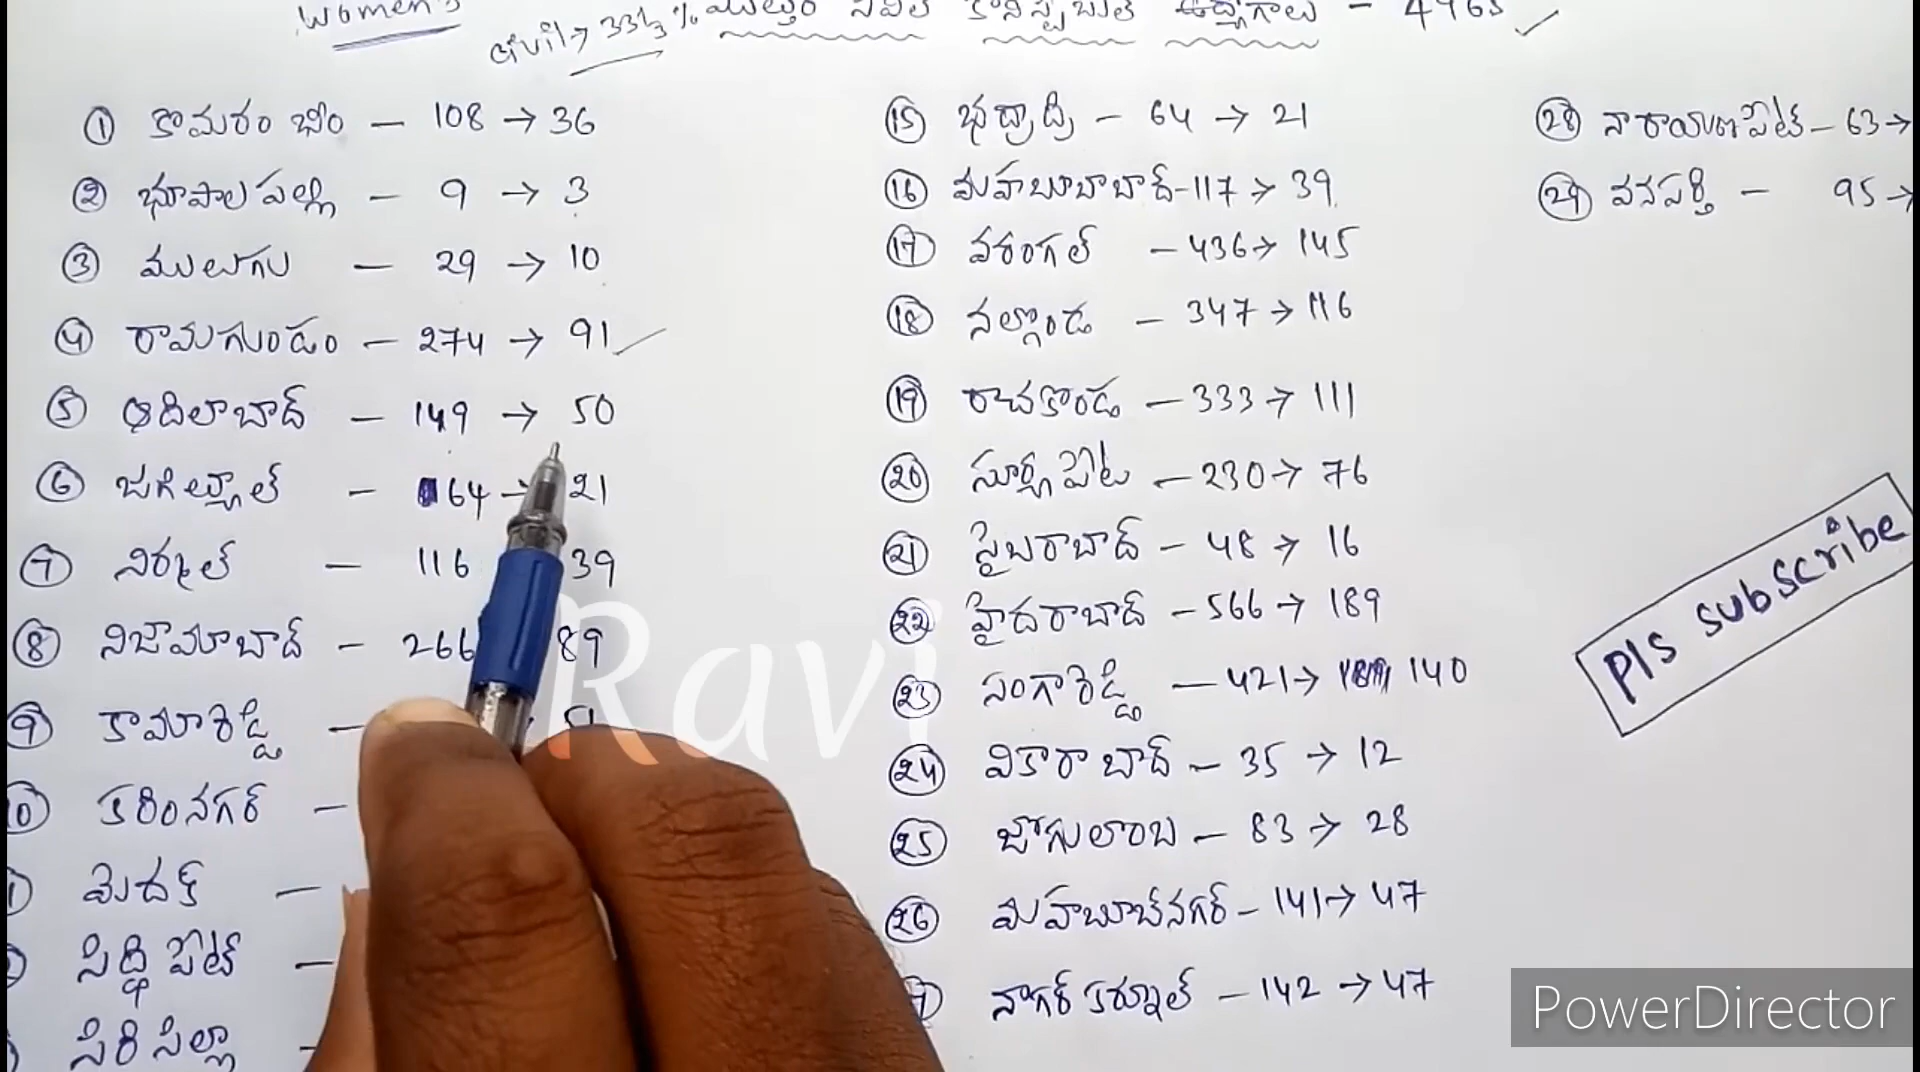 women's
civil → 33 1/3 %
మొత్తం సివిల్ కానిస్టేబుల్ ఉద్యోగాలు - 4965
① కొమరం భీం - 108 → 36
② భూపాలపల్లి - 9 → 3
③ ములుగు - 29 → 10
④ రామగుండం - 274 → 91
⑤ ఆదిలాబాద్ - 149 → 50
⑥ జగిత్యాల్ - 64 → 21
⑦ నిర్మల్ - 116 39
⑧ నిజామాబాద్ - 266 89
⑨ కామారెడ్డి - 51
10 కరీంనగర్ -
మెదక్ -
సిద్ధిపేట్ -
సిరిసిల్లా -
⑮ భద్రాద్రి - 64 → 21
⑯ మహబూబాబాద్ - 117 → 39
⑰ వరంగల్ - 436 → 145
⑱ నల్గొండ - 347 → 116
⑲ రాచకొండ - 333 → 111
⑳ సూర్యాపేట - 230 → 76
㉑ సైబరాబాద్ - 48 → 16
㉒ హైదరాబాద్ - 566 → 189
㉓ సంగారెడ్డి - 421 → 140
㉔ వికారాబాద్ - 35 → 12
㉕ జోగులాంబ - 83 → 28
㉖ మహబూబ్‌నగర్ - 141 → 47
నాగర్ కర్నూల్ - 142 → 47
㉘ నారాయణపేట్ - 63 →
㉙ వనపర్తి - 95 →
Pls subscribe
Ravi
PowerDirector